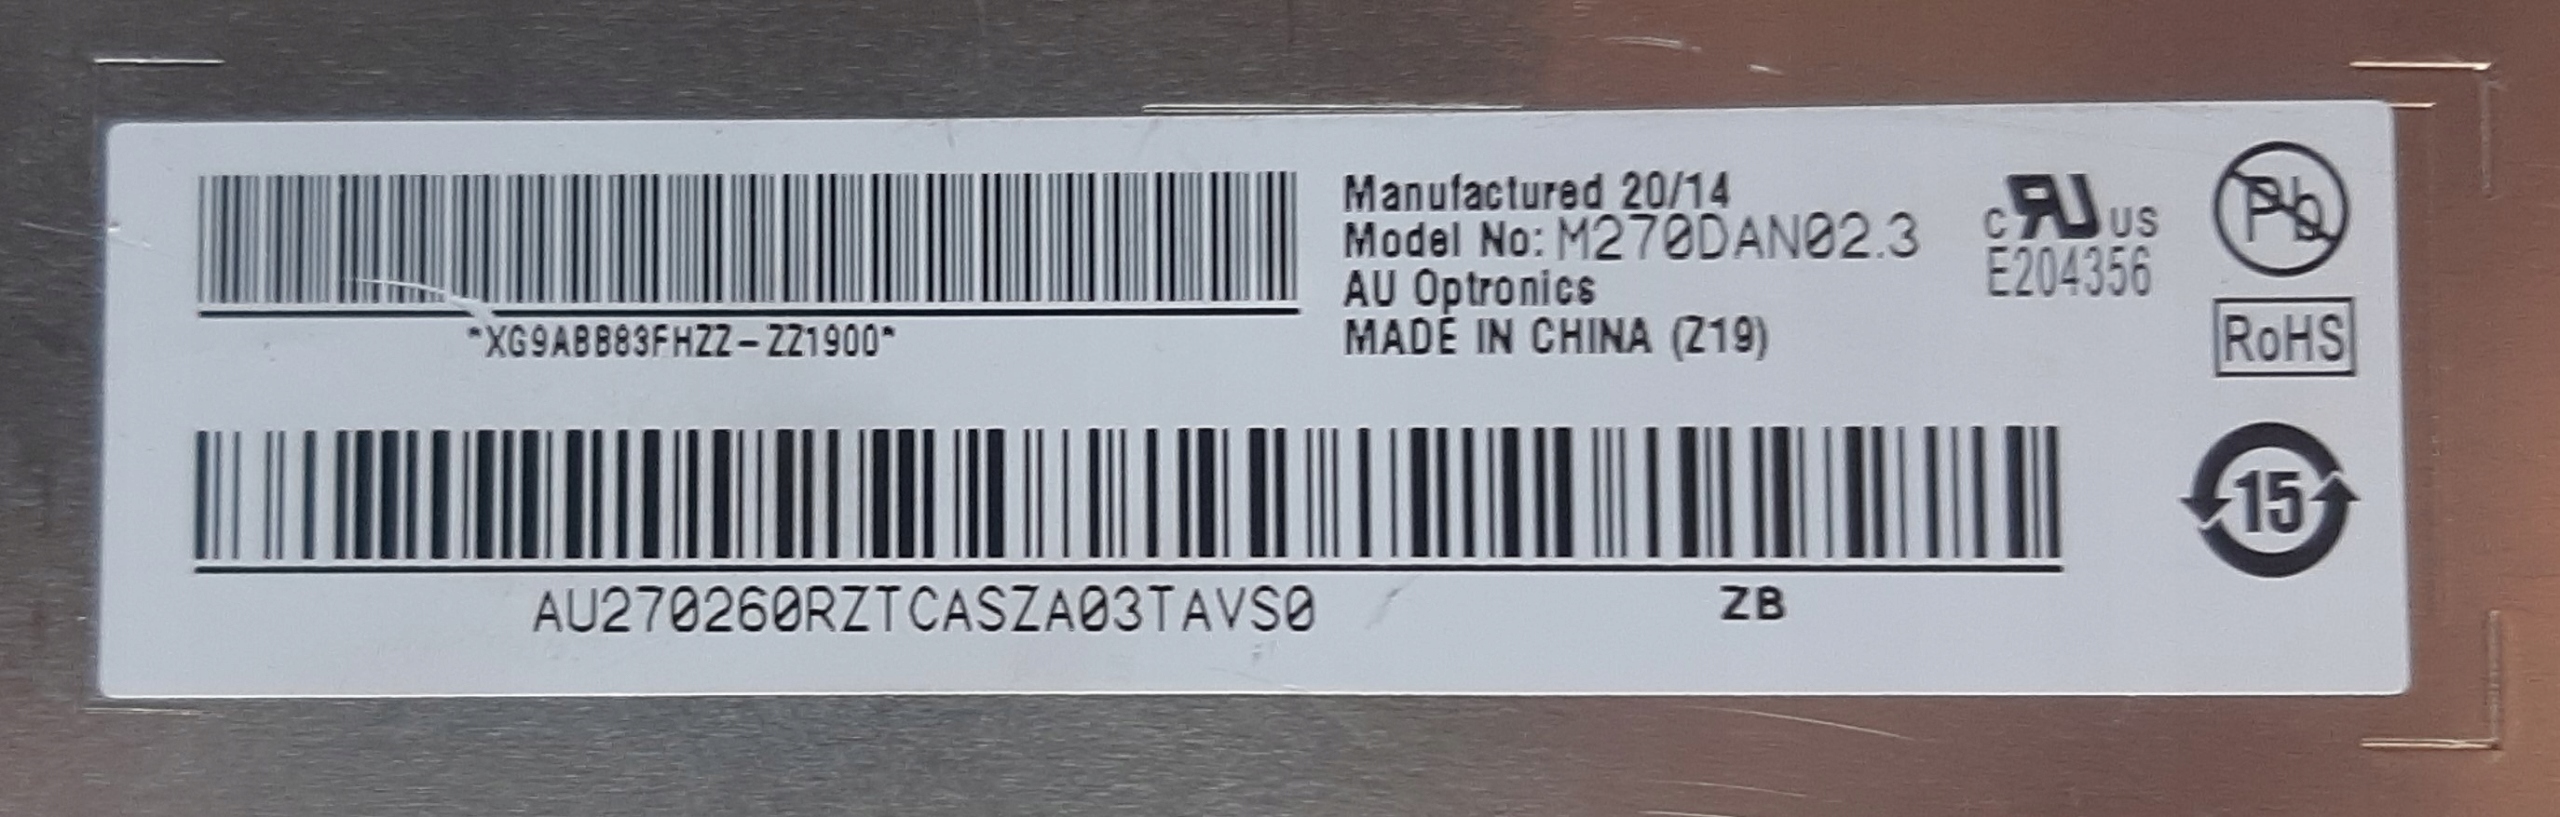 *XG9ABB83FHZZ-ZZ1900*
Manufactured 20/14
Model No: M270DAN02.3
AU Optronics
MADE IN CHINA (Z19)
c RU US
E204356
Pb
RoHS
15
AU270260RZTCASZA03TAVS0
ZB